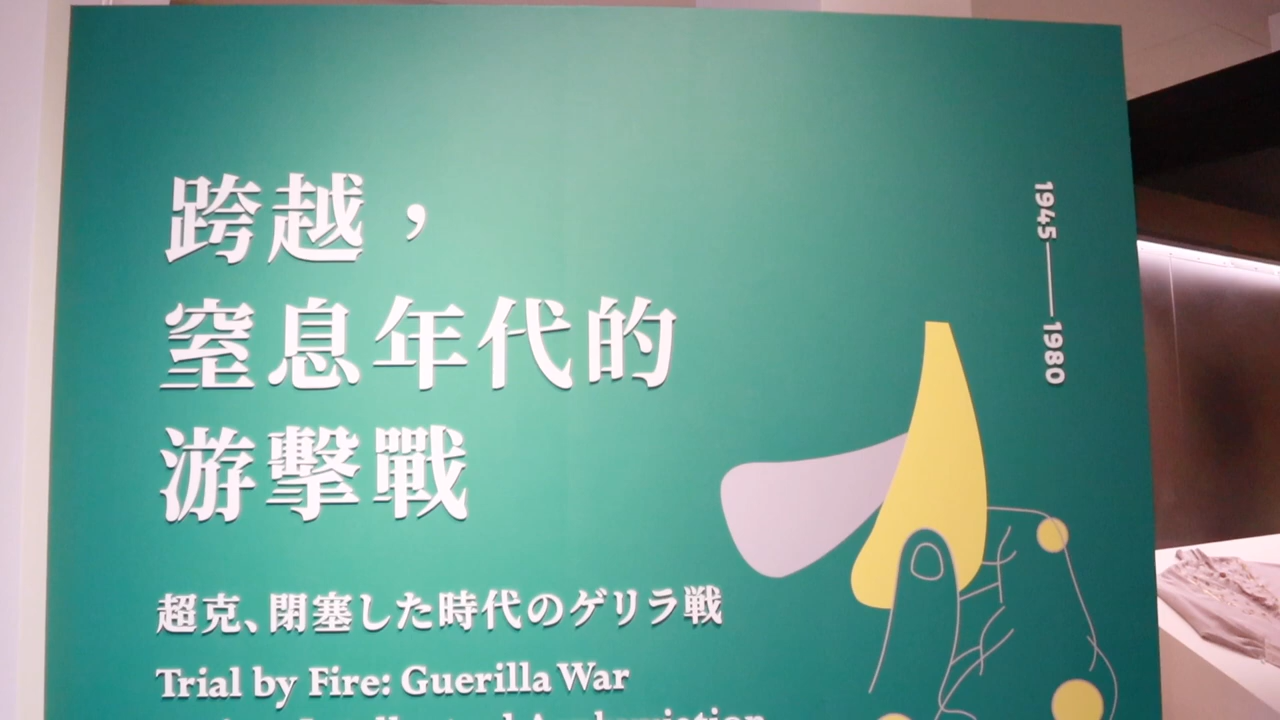 跨越，
窒息年代的
游擊戰
超克、閉塞した時代のゲリラ戦
Trial by Fire: Guerilla War
1945——1980